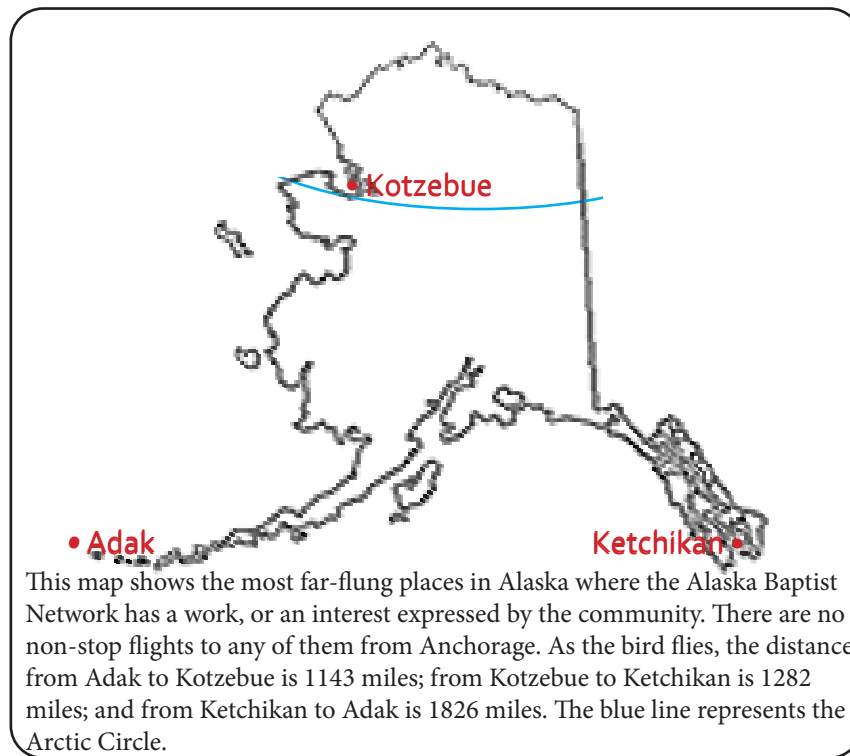 Kotzebue
Adak
Ketchikan
This map shows the most far-flung places in Alaska where the Alaska Baptist
Network has a work, or an interest expressed by the community. There are no
non-stop flights to any of them from Anchorage. As the bird flies, the distance
from Adak to Kotzebue is 1143 miles; from Kotzebue to Ketchikan is 1282
miles; and from Ketchikan to Adak is 1826 miles. The blue line represents the
Arctic Circle.